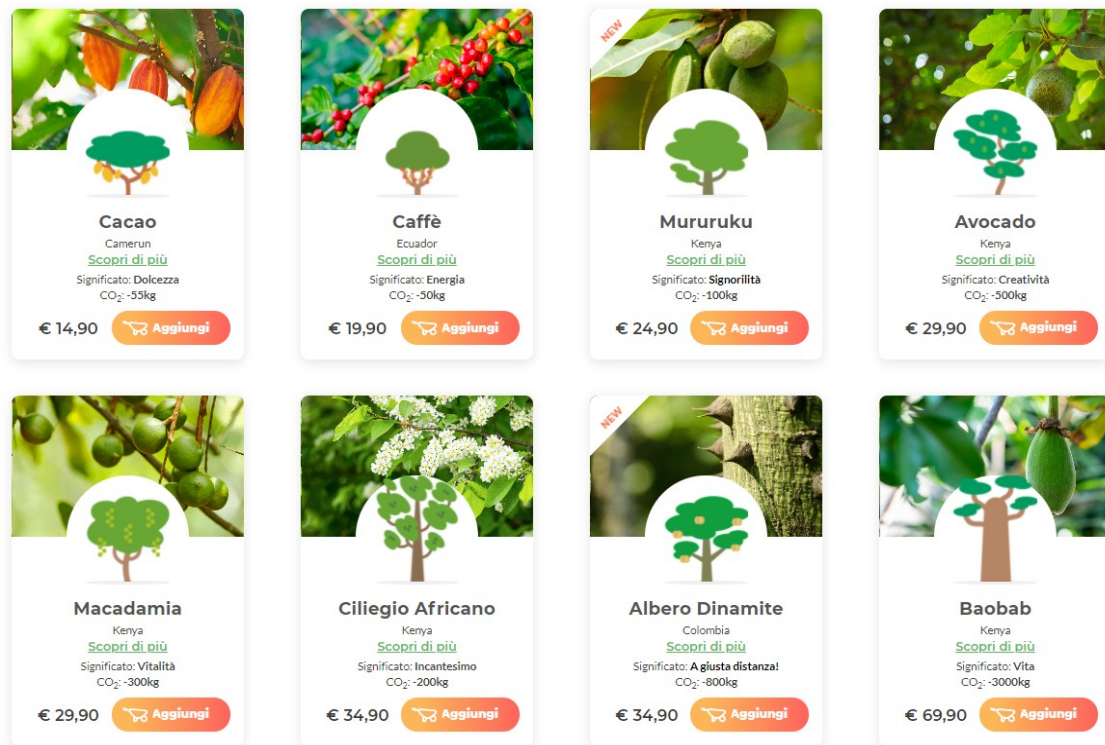 Cacao
Camerun
Scopri di più
Significato: Dolcezza
CO₂: -55kg
€ 14,90 Aggiungi
Caffè
Ecuador
Scopri di più
Significato: Energia
CO₂: -50kg
€ 19,90 Aggiungi
NEW
Mururuku
Kenya
Scopri di più
Significato: Signorilità
CO₂: -100kg
€ 24,90 Aggiungi
Avocado
Kenya
Scopri di più
Significato: Creatività
CO₂: -500kg
€ 29,90 Aggiungi
Macadamia
Kenya
Scopri di più
Significato: Vitalità
CO₂: -300kg
€ 29,90 Aggiungi
Ciliegio Africano
Kenya
Scopri di più
Significato: Incantesimo
CO₂: -200kg
€ 34,90 Aggiungi
NEW
Albero Dinamite
Colombia
Scopri di più
Significato: A giusta distanza!
CO₂: -800kg
€ 34,90 Aggiungi
Baobab
Kenya
Scopri di più
Significato: Vita
CO₂: -3000kg
€ 69,90 Aggiungi